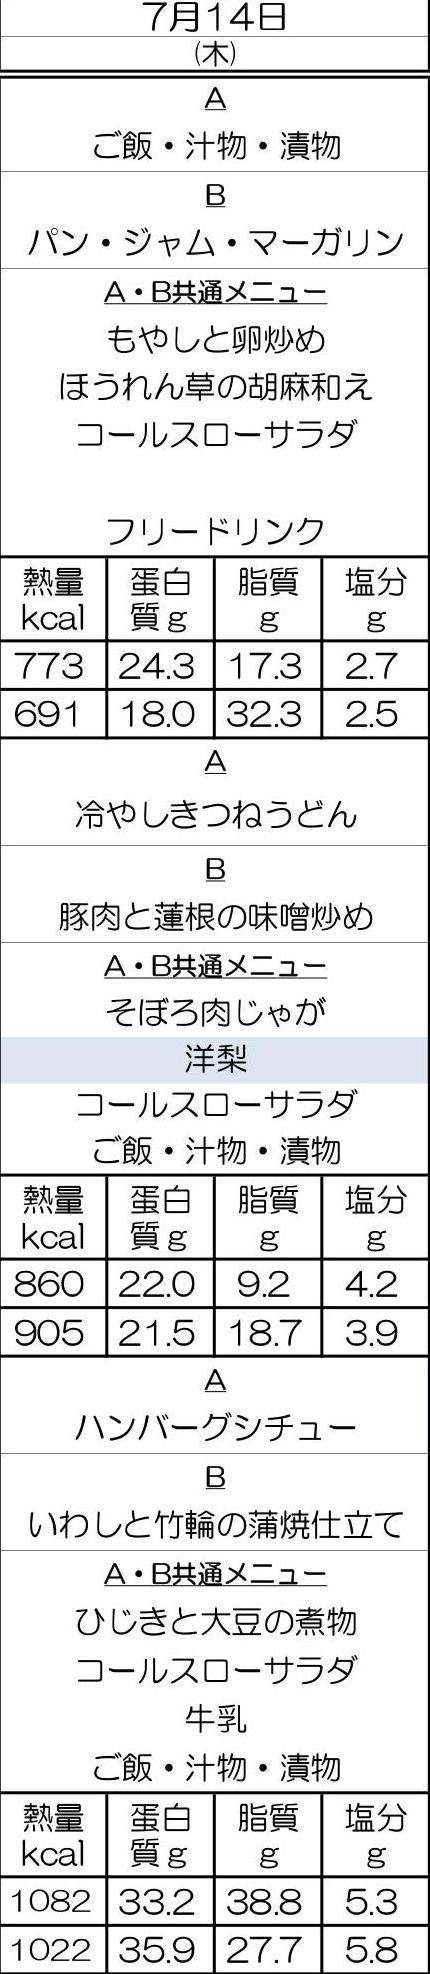 7月14日
(木)
A
ご飯・汁物・漬物
B
パン・ジャム・マーガリン
A・B共通メニュー
もやしと卵炒め
ほうれん草の胡麻和え
コールスローサラダ
フリードリンク
熱量 蛋白 脂質 塩分
kcal 質g g g
773 24.3 17.3 2.7
691 18.0 32.3 2.5
A
冷やしきつねうどん
B
豚肉と蓮根の味噌炒め
A・B共通メニュー
そぼろ肉じゃが
洋梨
コールスローサラダ
ご飯・汁物・漬物
熱量 蛋白 脂質 塩分
kcal 質g g g
860 22.0 9.2 4.2
905 21.5 18.7 3.9
A
ハンバーグシチュー
B
いわしと竹輪の蒲焼仕立て
A・B共通メニュー
ひじきと大豆の煮物
コールスローサラダ
牛乳
ご飯・汁物・漬物
熱量 蛋白 脂質 塩分
kcal 質g g g
1082 33.2 38.8 5.3
1022 35.9 27.7 5.8